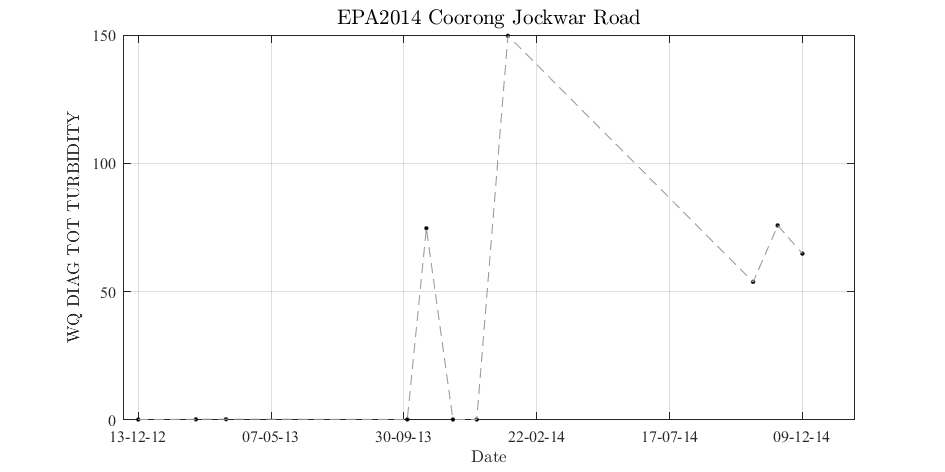 EPA2014 Coorong Jockwar Road
WQ DIAG TOT TURBIDITY
150
100
50
0
13-12-12 07-05-13 30-09-13 22-02-14 17-07-14 09-12-14
Date